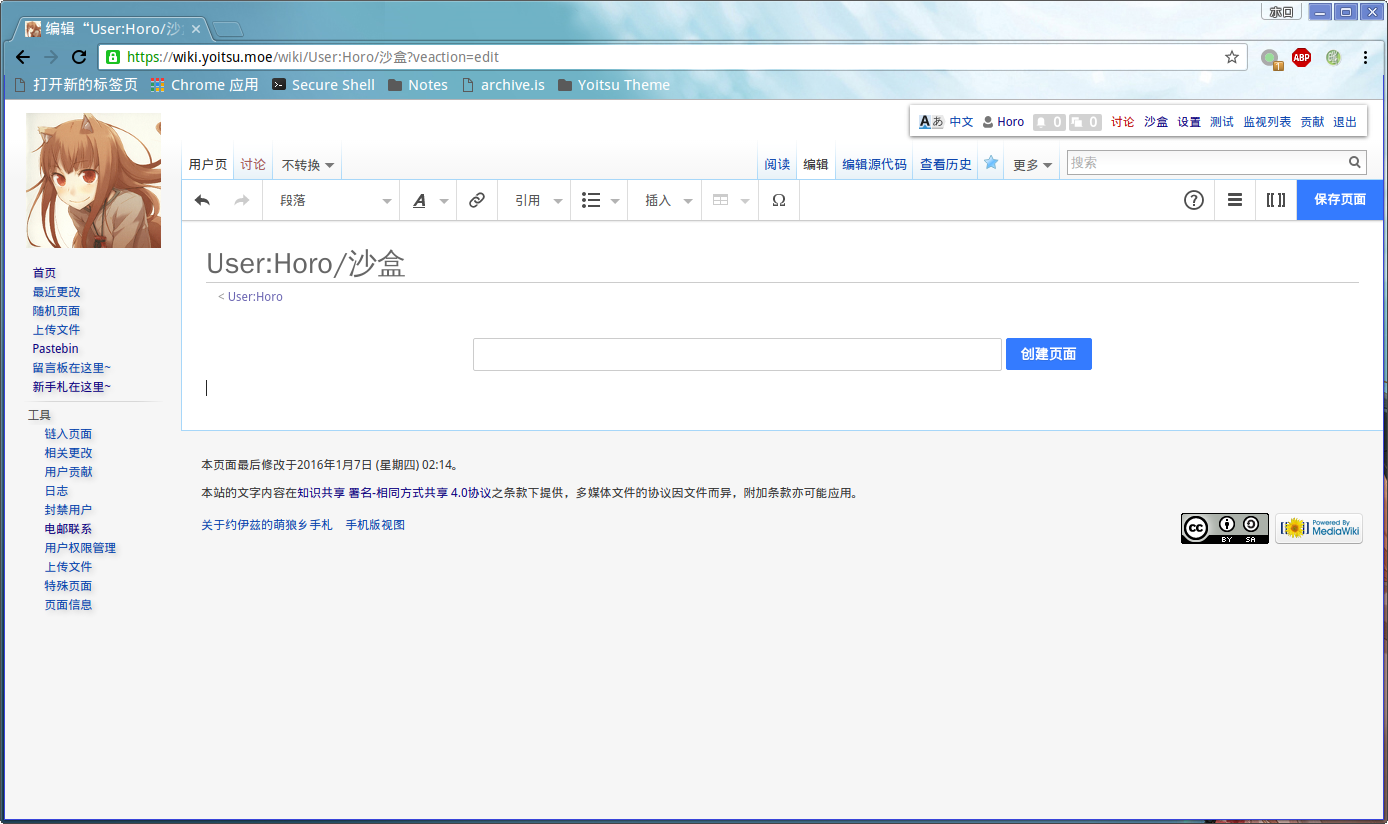 ホロ
编辑“User:Horo/沙
https://wiki.yoitsu.moe/wiki/User:Horo/沙盒?veaction=edit
1 ABP
打开新的标签页 Chrome 应用 Secure Shell Notes archive.is Yoitsu Theme
Aあ 中文 Horo 0 0 讨论 沙盒 设置 测试 监视列表 贡献 退出
用户页 讨论 不转换 阅读 编辑 编辑源代码 查看历史 更多 搜索
段落 A 引用 插入 Ω ? [[ ]] 保存页面
User:Horo/沙盒
< User:Horo
创建页面
首页
最近更改
随机页面
上传文件
Pastebin
留言板在这里~
新手札在这里~
工具
链入页面
相关更改
用户贡献
日志
封禁用户
电邮联系
用户权限管理
上传文件
特殊页面
页面信息
本页面最后修改于2016年1月7日 (星期四) 02:14。
本站的文字内容在知识共享 署名-相同方式共享 4.0协议之条款下提供，多媒体文件的协议因文件而异，附加条款亦可能应用。
关于约伊兹的萌狼乡手札 手机版视图
cc BY SA
Powered By MediaWiki